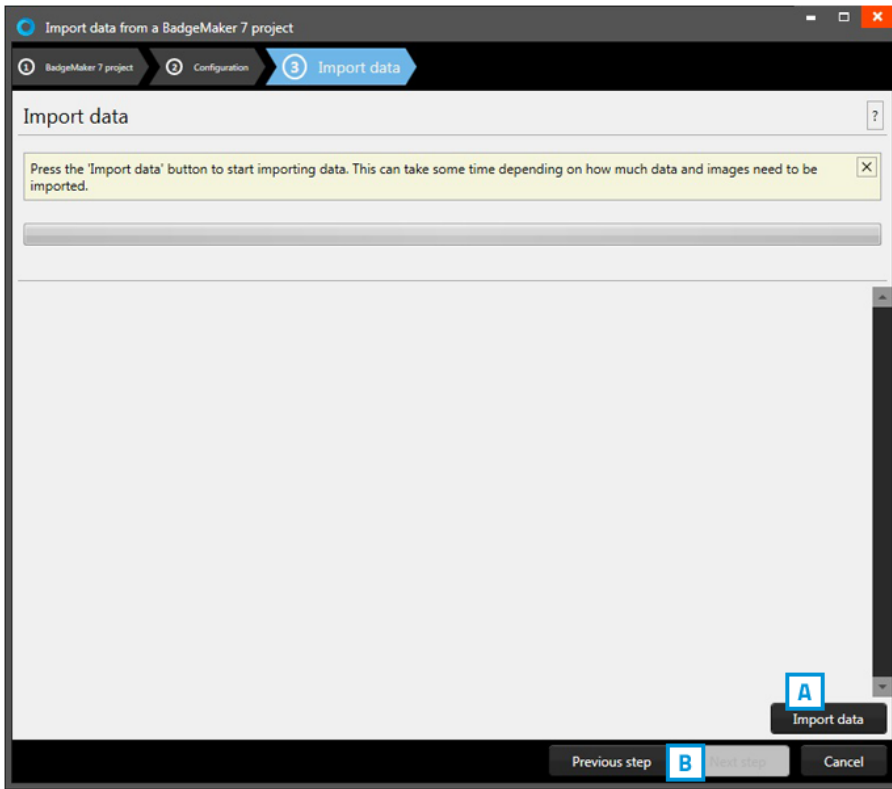 Import data from a BadgeMaker 7 project
1 BadgeMaker 7 project 2 Configuration 3 Import data
Import data ?
Press the 'Import data' button to start importing data. This can take some time depending on how much data and images need to be
imported.
A
Import data
Previous step B Next step Cancel